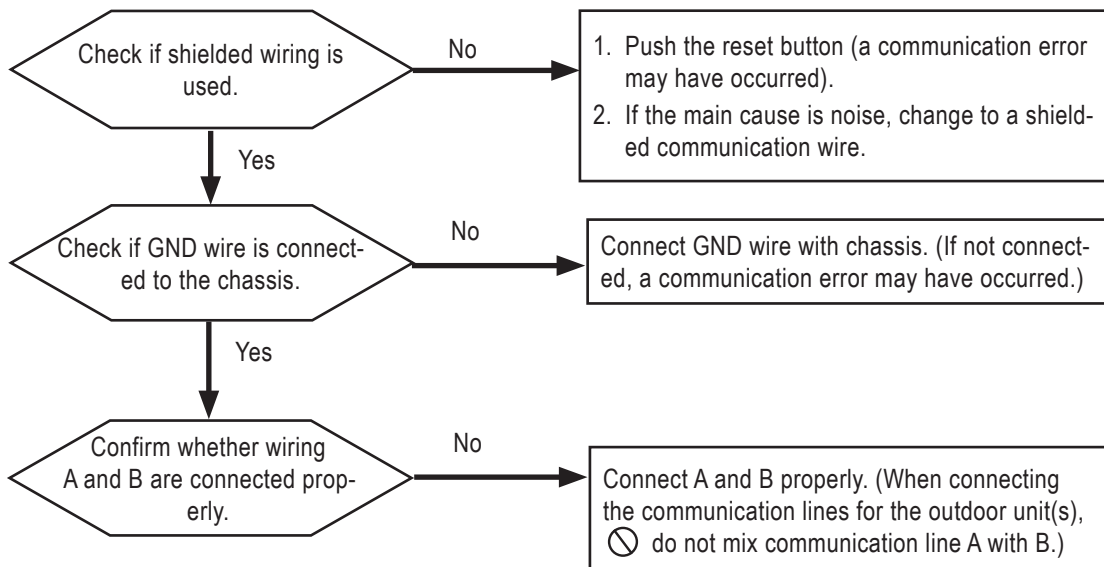 Check if shielded wiring is
used.
No
1. Push the reset button (a communication error
may have occurred).
2. If the main cause is noise, change to a shield-
ed communication wire.
Yes
Check if GND wire is connect-
ed to the chassis.
No
Connect GND wire with chassis. (If not connect-
ed, a communication error may have occurred.)
Yes
Confirm whether wiring
A and B are connected prop-
erly.
No
Connect A and B properly. (When connecting
the communication lines for the outdoor unit(s),
do not mix communication line A with B.)